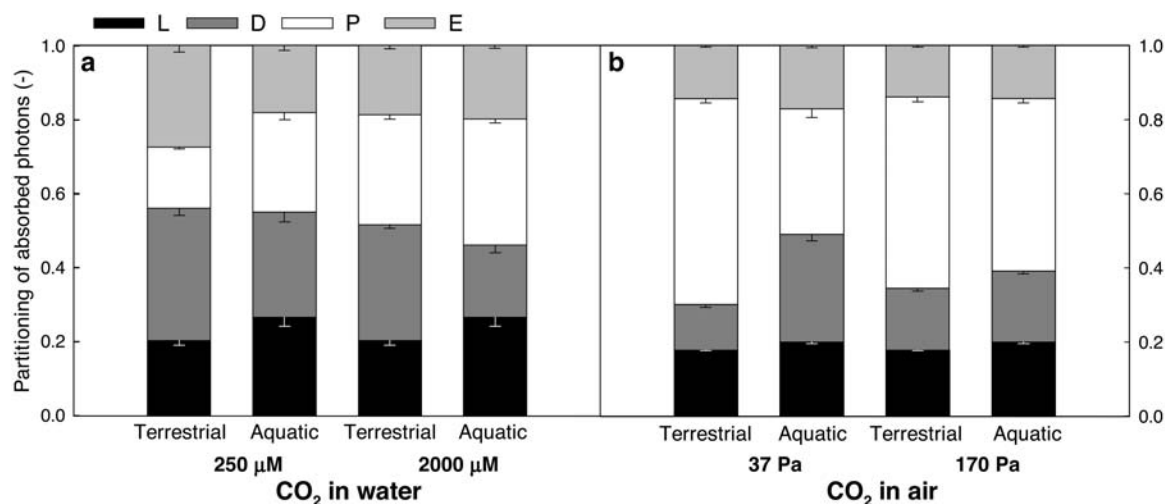 L D P E
a b
Partitioning of absorbed photons (-)
1.0 1.0
0.8 0.8
0.6 0.6
0.4 0.4
0.2 0.2
0.0 0.0
Terrestrial Aquatic Terrestrial Aquatic Terrestrial Aquatic Terrestrial Aquatic
250 µM 2000 µM 37 Pa 170 Pa
CO₂ in water CO₂ in air